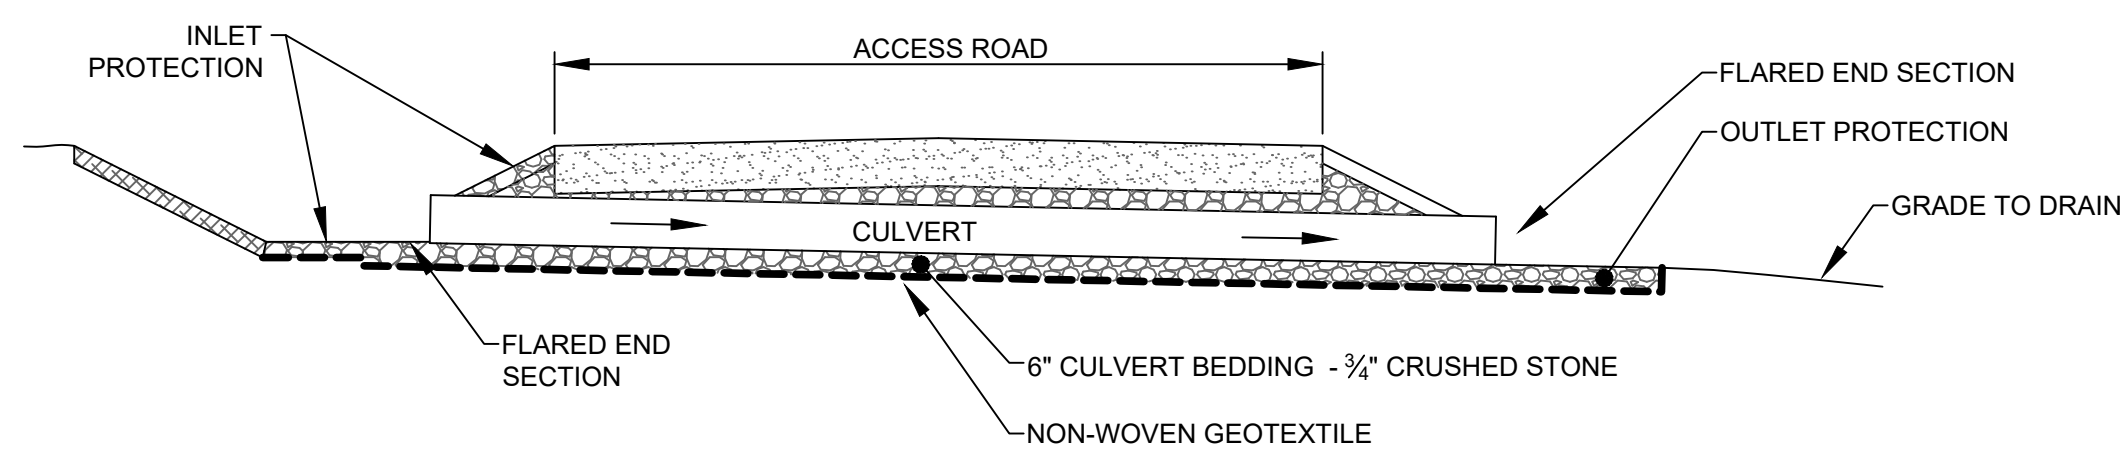 INLET
PROTECTION
ACCESS ROAD
FLARED END SECTION
OUTLET PROTECTION
GRADE TO DRAIN
CULVERT
FLARED END
SECTION
6" CULVERT BEDDING - ¾" CRUSHED STONE
NON-WOVEN GEOTEXTILE